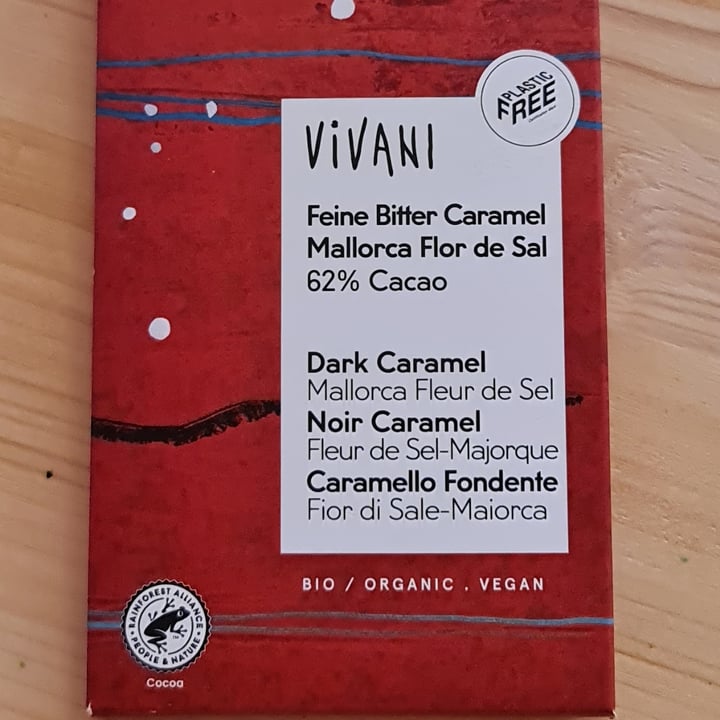 A PLASTIC
FREE
ViVANI
Feine Bitter Caramel
Mallorca Flor de Sal
62% Cacao
Dark Caramel
Mallorca Fleur de Sel
Noir Caramel
Fleur de Sel-Majorque
Caramello Fondente
Fior di Sale-Maiorca
BIO / ORGANIC . VEGAN
RAINFOREST ALLIANCE
PEOPLE & NATURE
TM
Cocoa